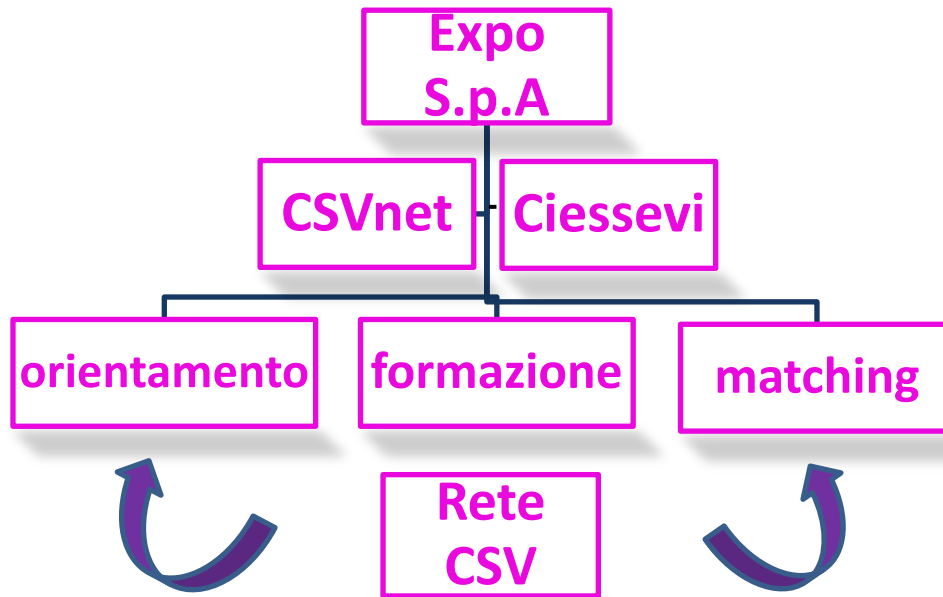 Expo
S.p.A
CSVnet
Ciessevi
orientamento
formazione
matching
Rete
CSV